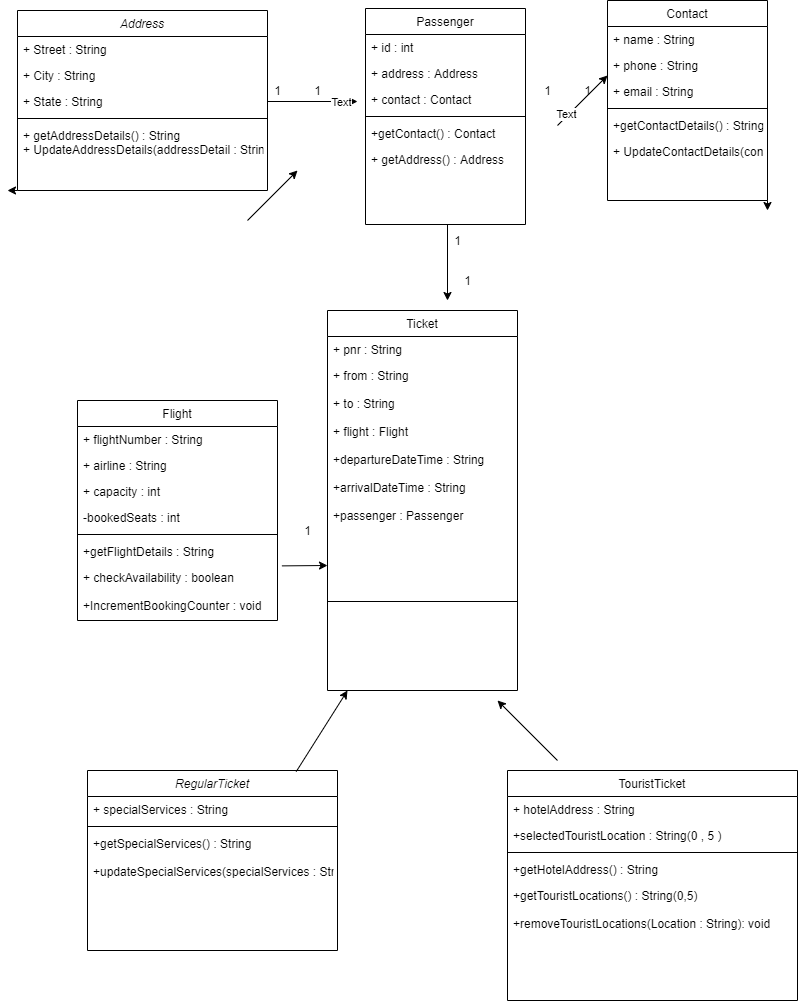 Address
+ Street : String
+ City : String
+ State : String
+ getAddressDetails() : String
+ UpdateAddressDetails(addressDetail : Strin
1
1
Text
Passenger
+ id : int
+ address : Address
+ contact : Contact
+getContact() : Contact
+ getAddress() : Address
1
1
Text
Contact
+ name : String
+ phone : String
+ email : String
+getContactDetails() : String
+ UpdateContactDetails(con
1
1
Ticket
+ pnr : String
+ from : String
+ to : String
+ flight : Flight
+departureDateTime : String
+arrivalDateTime : String
+passenger : Passenger
Flight
+ flightNumber : String
+ airline : String
+ capacity : int
-bookedSeats : int
+getFlightDetails : String
+ checkAvailability : boolean
+IncrementBookingCounter : void
1
RegularTicket
+ specialServices : String
+getSpecialServices() : String
+updateSpecialServices(specialServices : Str
TouristTicket
+ hotelAddress : String
+selectedTouristLocation : String(0 , 5 )
+getHotelAddress() : String
+getTouristLocations() : String(0,5)
+removeTouristLocations(Location : String): void